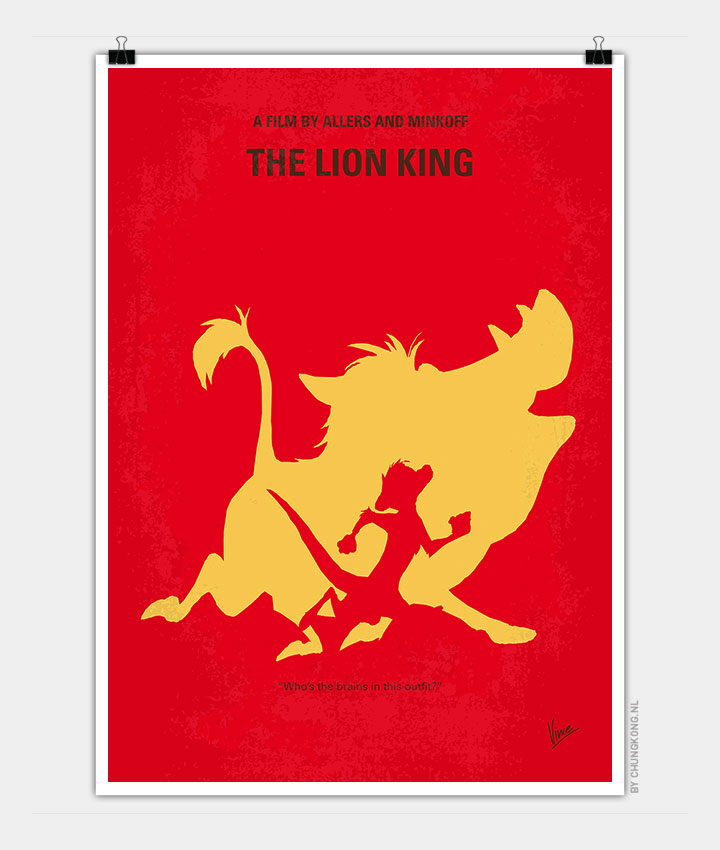 A FILM BY ALLERS AND MINKOFF
THE LION KING
"Who's the brains in this outfit?"
BY CHUNGKONG.NL